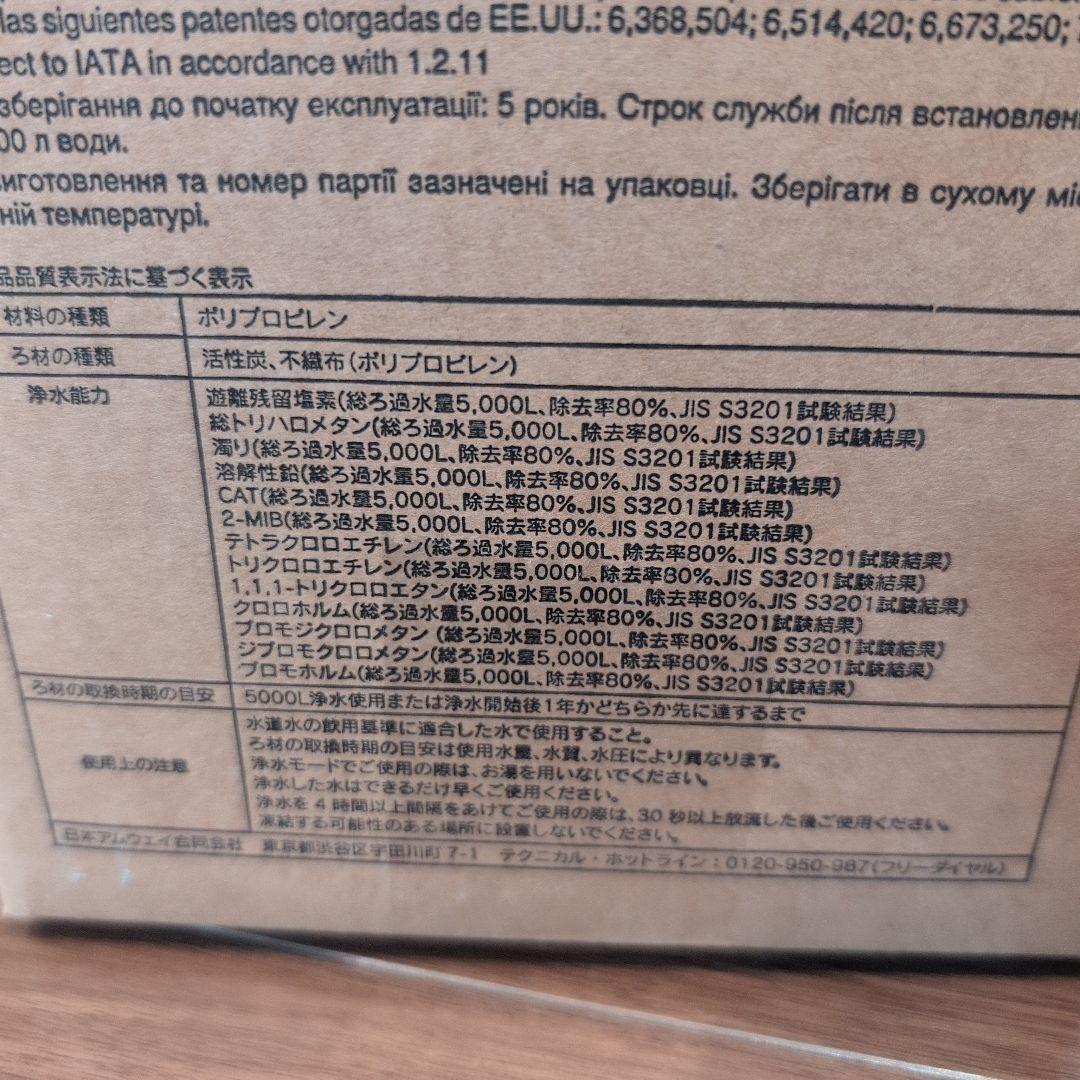 las siguientes patentes otorgadas de EE.UU.: 6,368,504; 6,514,420; 6,673,250;
ect to IATA in accordance with 1.2.11
зберігання до початку експлуатації: 5 років. Строк служби після встановлен
00 л води.
иготовлення та номер партії зазначені на упаковці. Зберігати в сухому міс
ній температурі.
品品質表示法に基づく表示
材料の種類 ポリプロピレン
ろ材の種類 活性炭、不織布(ポリプロピレン)
浄水能力 遊離残留塩素(総ろ過水量5,000L、除去率80%、JIS S3201試験結果)
総トリハロメタン(総ろ過水量5,000L、除去率80%、JIS S3201試験結果)
濁り(総ろ過水量5,000L、除去率80%、JIS S3201試験結果)
溶解性鉛(総ろ過水量5,000L、除去率80%、JIS S3201試験結果)
CAT(総ろ過水量5,000L、除去率80%、JIS S3201試験結果)
2-MIB(総ろ過水量5,000L、除去率80%、JIS S3201試験結果)
テトラクロロエチレン(総ろ過水量5,000L、除去率80%、JIS S3201試験結果)
トリクロロエチレン(総ろ過水量5,000L、除去率80%、JIS S3201試験結果)
1,1,1-トリクロロエタン(総ろ過水量5,000L、除去率80%、JIS S3201試験結果)
クロロホルム(総ろ過水量5,000L、除去率80%、JIS S3201試験結果)
ブロモジクロロメタン(総ろ過水量5,000L、除去率80%、JIS S3201試験結果)
ジブロモクロロメタン(総ろ過水量5,000L、除去率80%、JIS S3201試験結果)
ブロモホルム(総ろ過水量5,000L、除去率80%、JIS S3201試験結果)
ろ材の取換時期の目安 5000L浄水使用または浄水開始後1年かどちらか先に達するまで
使用上の注意 水道水の飲用基準に適合した水で使用すること。
ろ材の取換時期の目安は使用水量、水質、水圧により異なります。
浄水モードでご使用の際は、お湯を用いないでください。
浄水した水はできるだけ早くご使用ください。
浄水を4時間以上間隔をあけてご使用の際は、30秒以上放流した後ご使用ください。
凍結する可能性のある場所に設置しないでください。
日本アムウェイ合同会社 東京都渋谷区宇田川町7-1 テクニカル・ホットライン:0120-950-987(フリーダイヤル)